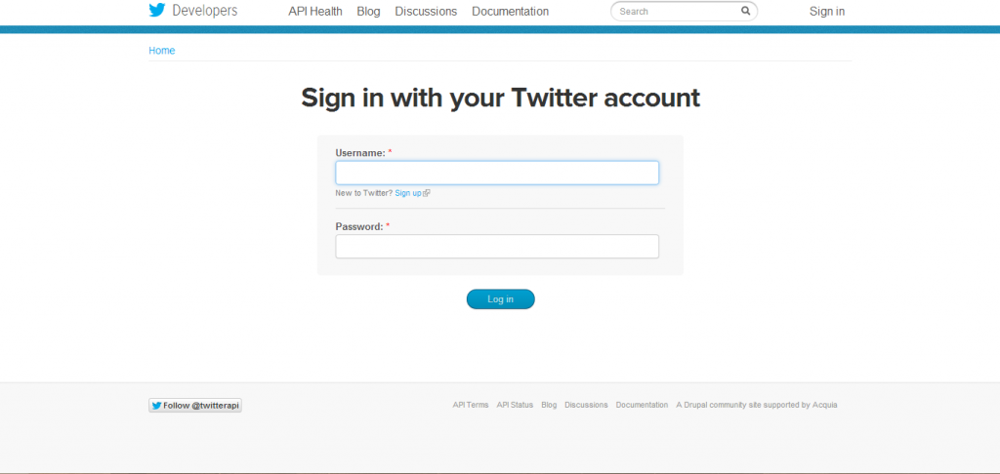 Developers API Health Blog Discussions Documentation Search Sign in
Home
Sign in with your Twitter account
Username: *
New to Twitter? Sign up
Password: *
Log in
Follow @twitterapi API Terms API Status Blog Discussions Documentation A Drupal community site supported by Acquia